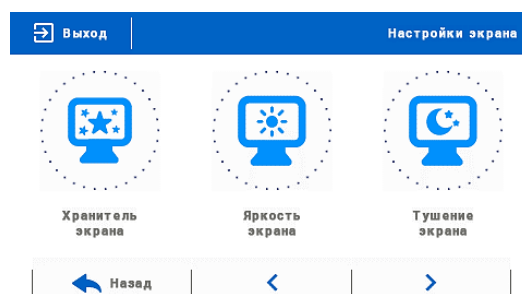 Выход
Настройки экрана
Хранитель
экрана
Яркость
экрана
Тушение
экрана
Назад